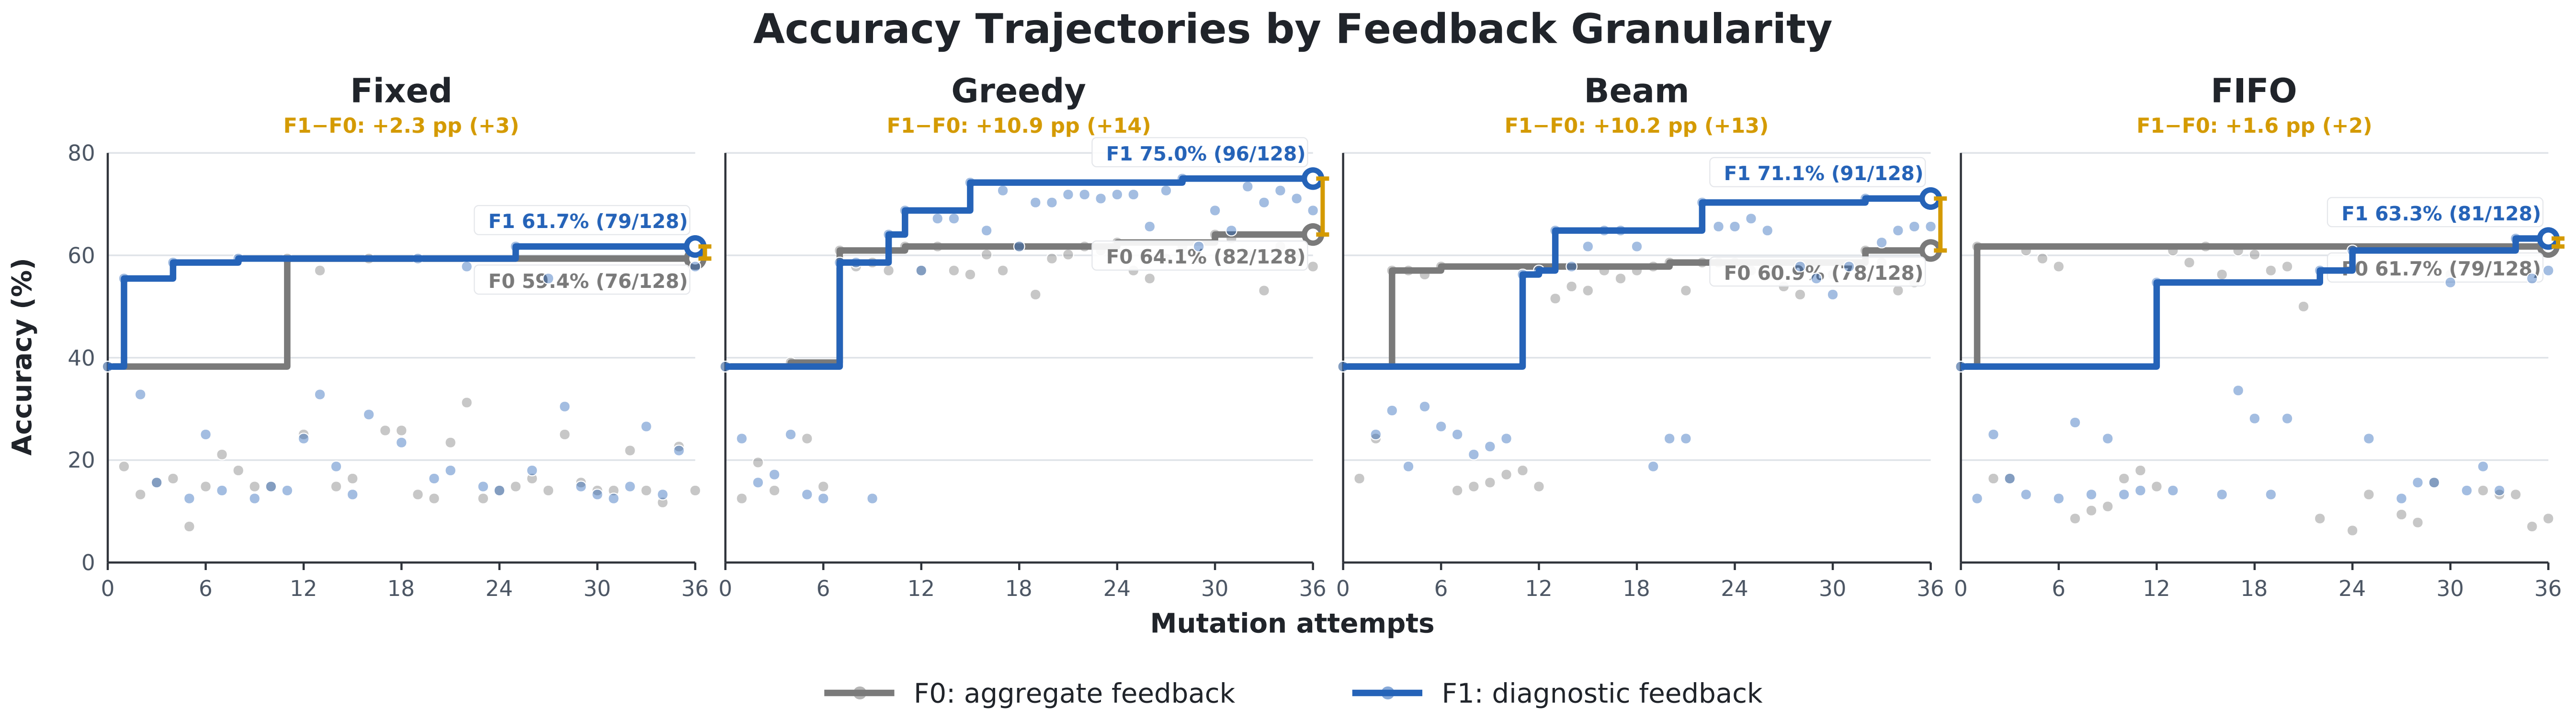 Accuracy Trajectories by Feedback Granularity
Fixed
F1−F0: +2.3 pp (+3)
Greedy
F1−F0: +10.9 pp (+14)
Beam
F1−F0: +10.2 pp (+13)
FIFO
F1−F0: +1.6 pp (+2)
Accuracy (%)
80
60
40
20
0
F1 61.7% (79/128)
F0 59.4% (76/128)
0 6 12 18 24 30 36
F1 75.0% (96/128)
F0 64.1% (82/128)
0 6 12 18 24 30 36
F1 71.1% (91/128)
F0 60.9% (78/128)
0 6 12 18 24 30 36
F1 63.3% (81/128)
F0 61.7% (79/128)
0 6 12 18 24 30 36
Mutation attempts
F0: aggregate feedback
F1: diagnostic feedback